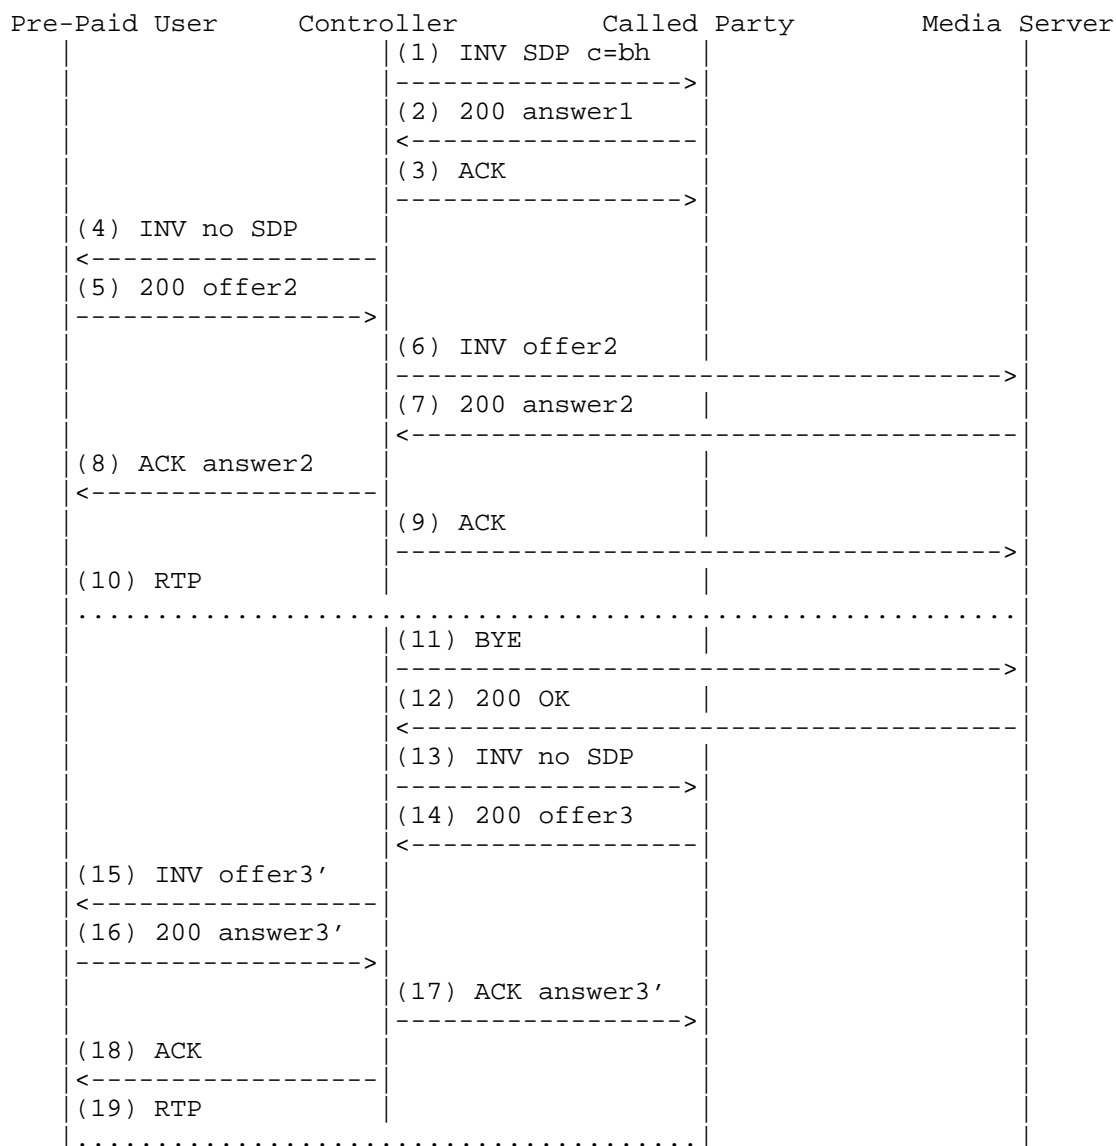 Pre-Paid User Controller Called Party Media Server
(1) INV SDP c=bh
(2) 200 answer1
(3) ACK
(4) INV no SDP
(5) 200 offer2
(6) INV offer2
(7) 200 answer2
(8) ACK answer2
(9) ACK
(10) RTP
(11) BYE
(12) 200 OK
(13) INV no SDP
(14) 200 offer3
(15) INV offer3’
(16) 200 answer3’
(17) ACK answer3’
(18) ACK
(19) RTP